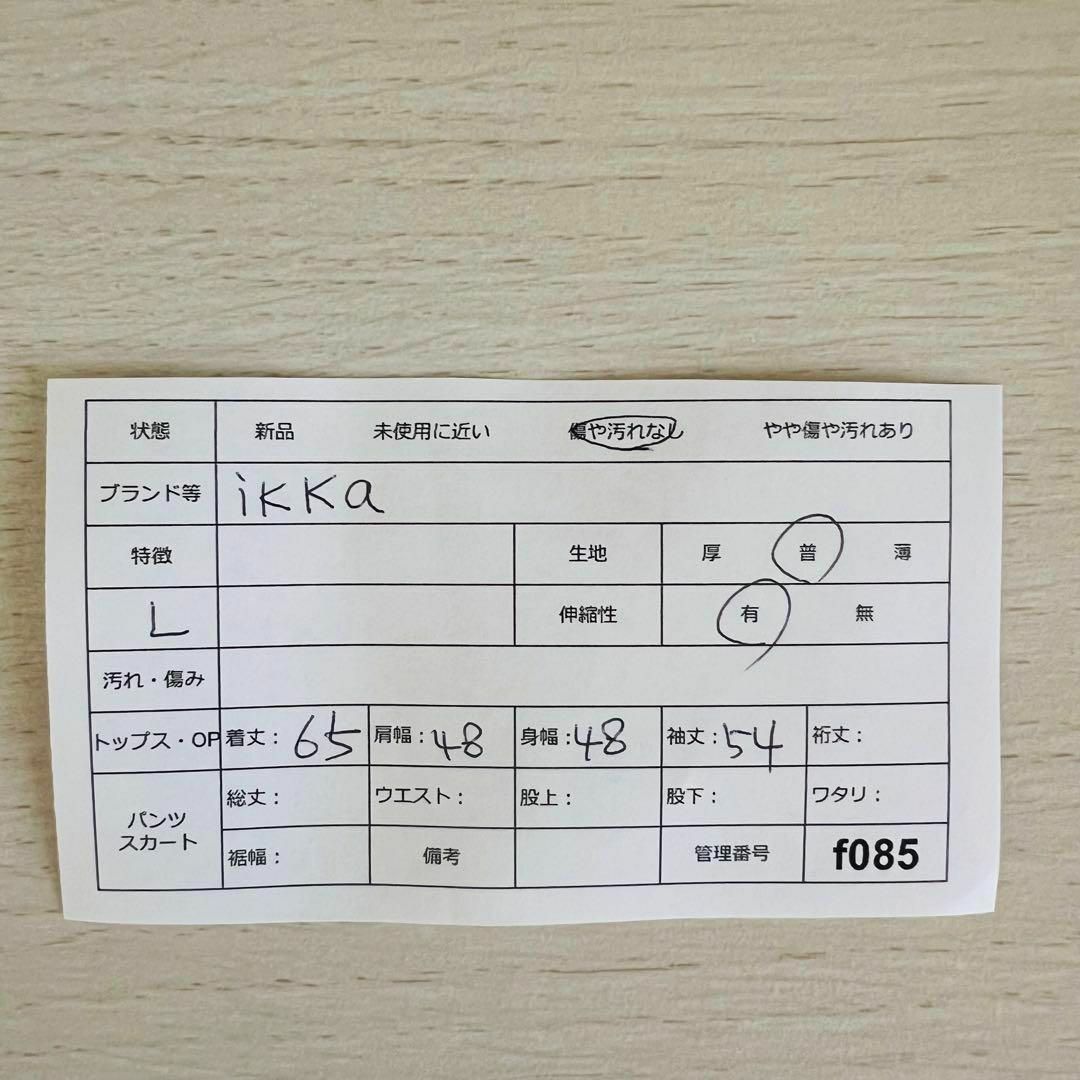 状態 新品 未使用に近い 傷や汚れなし やや傷や汚れあり
ブランド等 ikka
特徴 生地 厚 普 薄
L 伸縮性 有 無
汚れ・傷み
トップス・OP 着丈： 65 肩幅：48 身幅：48 袖丈：54 裄丈：
パンツ スカート 総丈： ウエスト： 股上： 股下： ワタリ：
裾幅： 備考 管理番号 f085